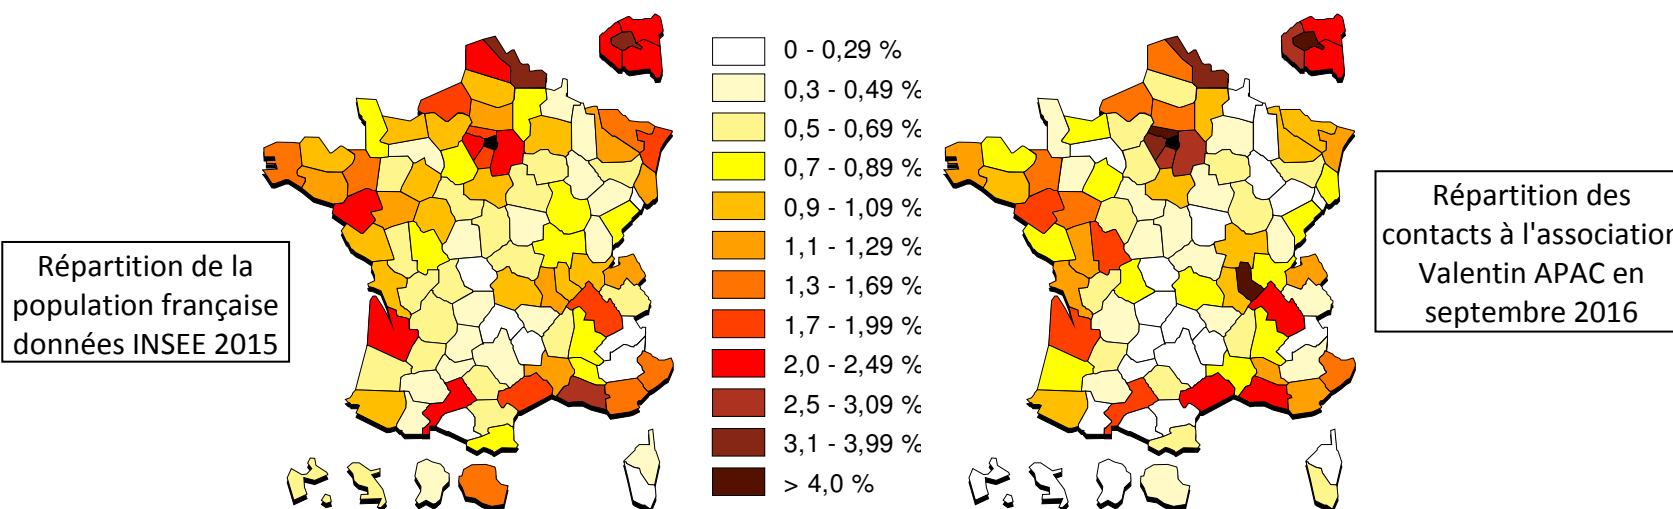 Répartition de la
population française
données INSEE 2015
0 - 0,29 %
0,3 - 0,49 %
0,5 - 0,69 %
0,7 - 0,89 %
0,9 - 1,09 %
1,1 - 1,29 %
1,3 - 1,69 %
1,7 - 1,99 %
2,0 - 2,49 %
2,5 - 3,09 %
3,1 - 3,99 %
> 4,0 %
Répartition des
contacts à l'association
Valentin APAC en
septembre 2016